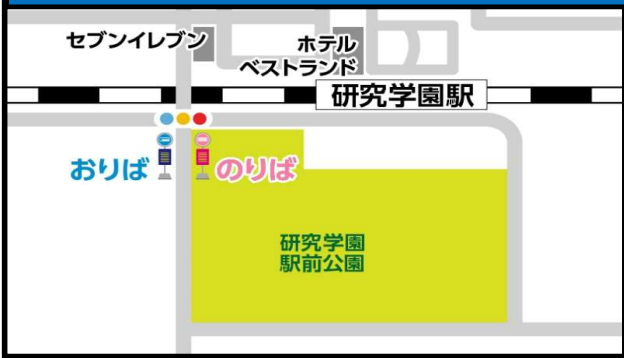 セブンイレブン
ホテル
ベストランド
研究学園駅
おりば
のりば
研究学園
駅前公園